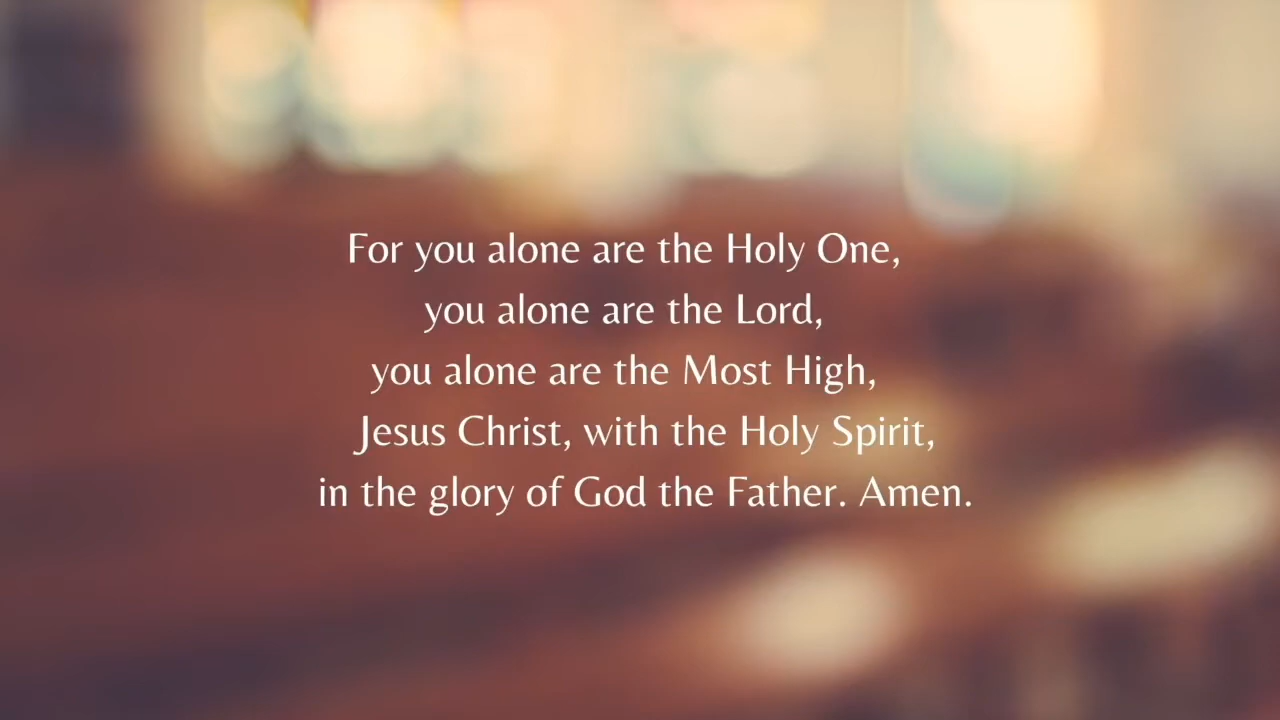 For you alone are the Holy One,
you alone are the Lord,
you alone are the Most High,
Jesus Christ, with the Holy Spirit,
in the glory of God the Father. Amen.